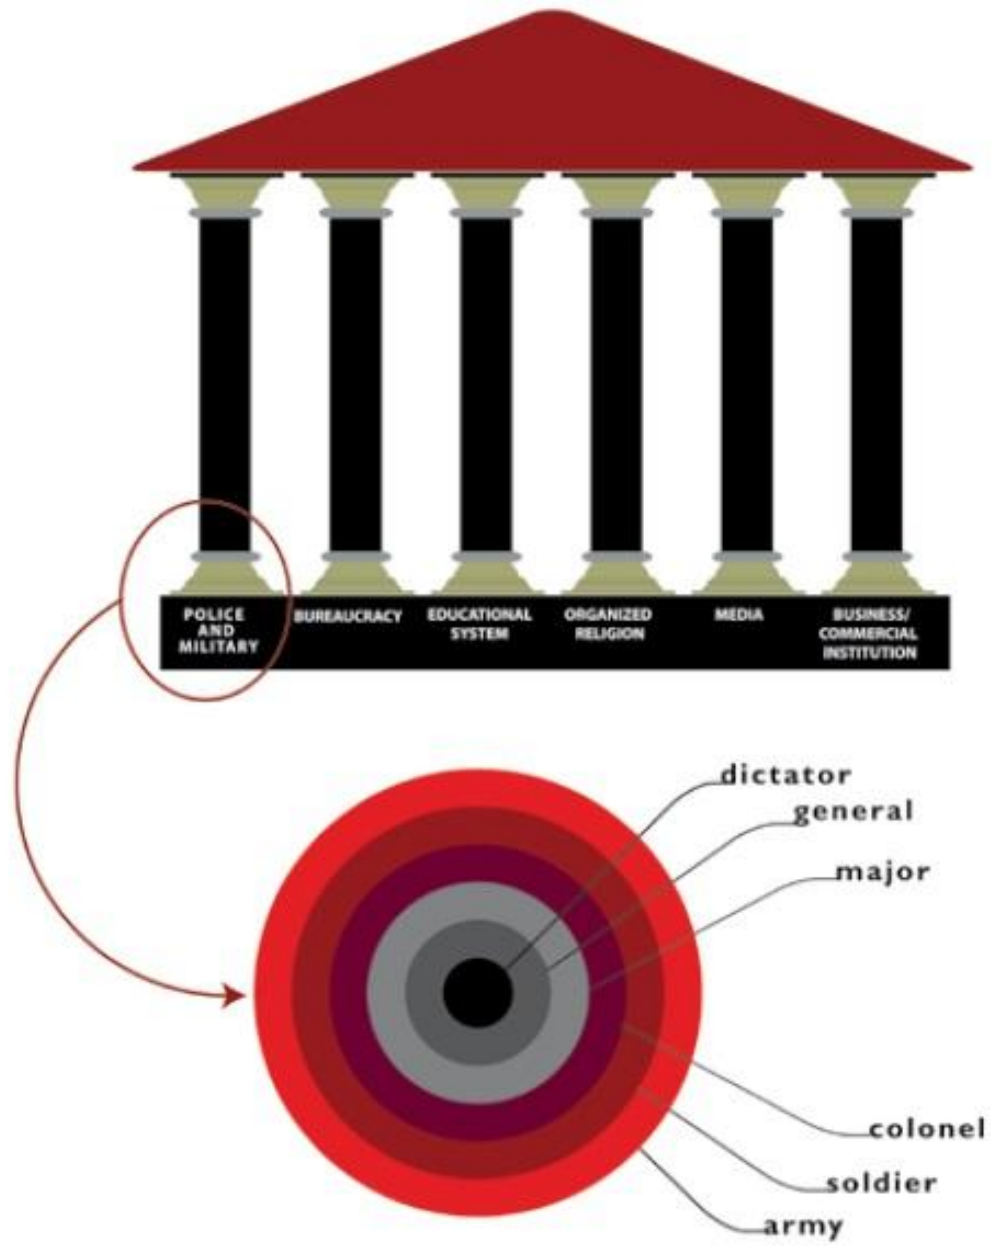 POLICE
AND
MILITARY
BUREAUCRACY
EDUCATIONAL
SYSTEM
ORGANIZED
RELIGION
MEDIA
BUSINESS/
COMMERCIAL
INSTITUTION
dictator
general
major
colonel
soldier
army